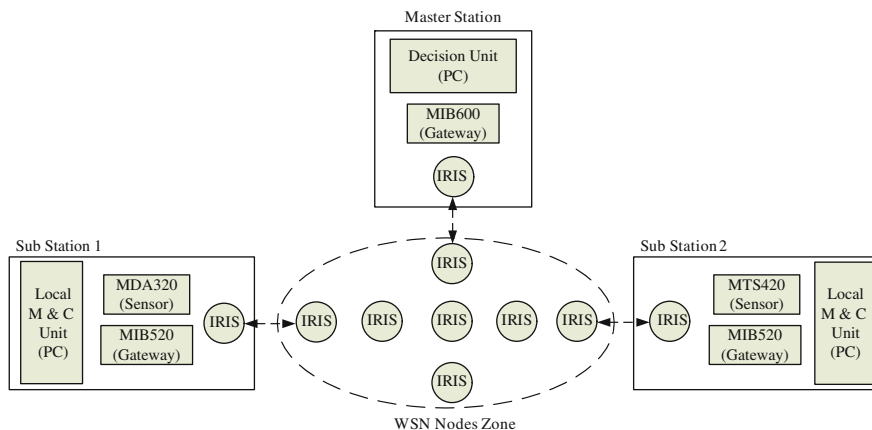 Master Station
Decision Unit
(PC)
MIB600
(Gateway)
IRIS
Sub Station 1
Local
M & C
Unit
(PC)
MDA320
(Sensor)
MIB520
(Gateway)
IRIS
IRIS
IRIS
IRIS
IRIS
IRIS
IRIS
IRIS
WSN Nodes Zone
Sub Station 2
IRIS
MTS420
(Sensor)
MIB520
(Gateway)
Local
M & C
Unit
(PC)